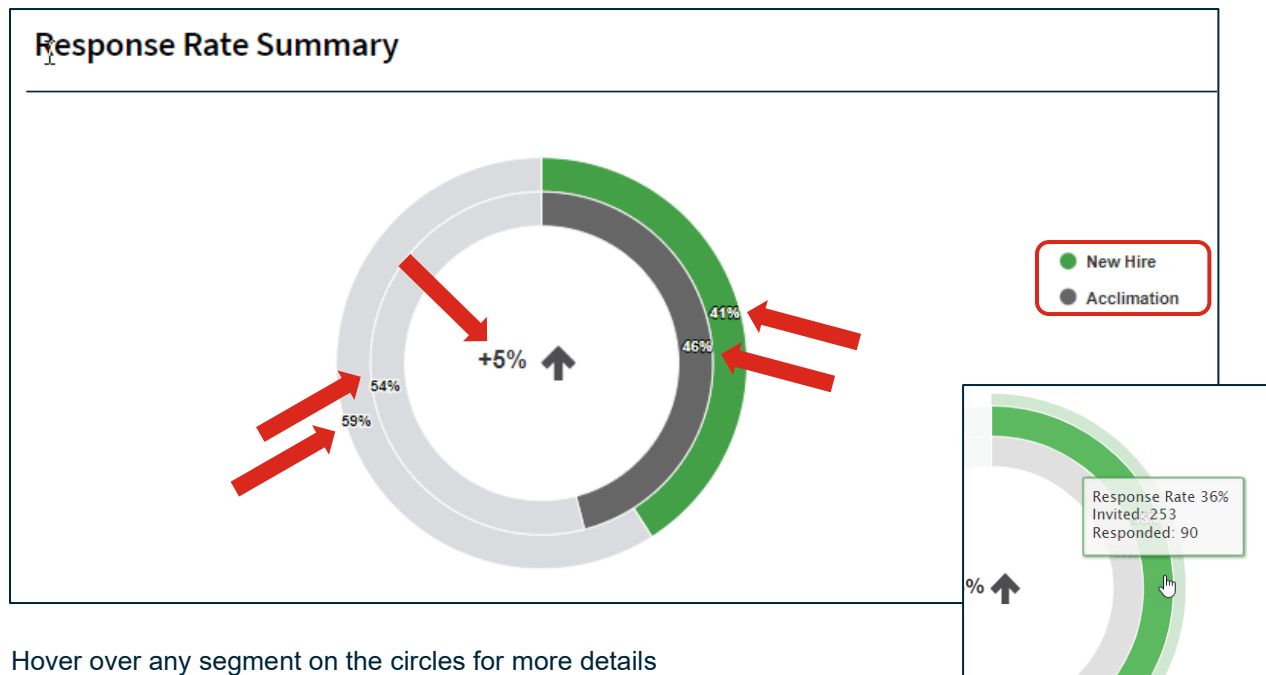 Response Rate Summary
New Hire
Acclimation
41%
46%
+5%
54%
59%
Response Rate 36%
Invited: 253
Responded: 90
%
Hover over any segment on the circles for more details